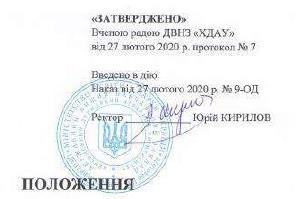 «ЗАТВЕРДЖЕНО»
Вченою радою ДВНЗ «ХДАУ»
від 27 лютого 2020 р. протокол № 7
Введено в дію
Наказ від 27 лютого 2020 р. № 9-ОД
Ректор Юрій КИРИЛОВ
ПОЛОЖЕННЯ